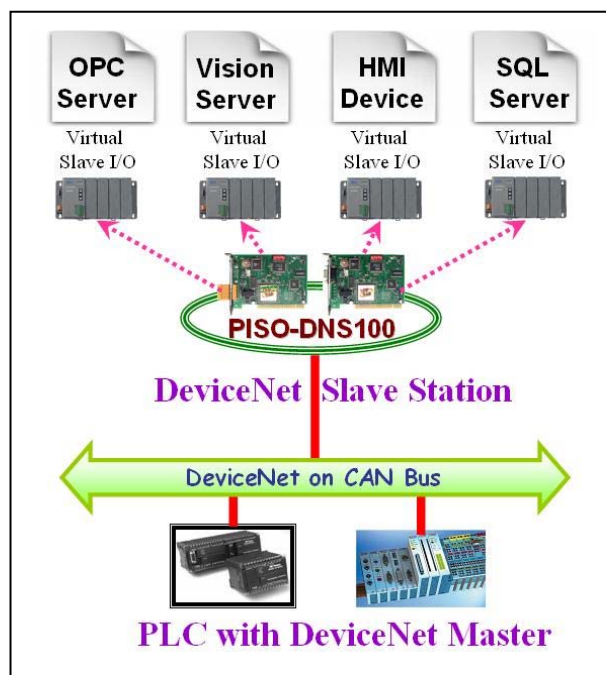 OPC Vision HMI SQL
Server Server Device Server
Virtual Virtual Virtual Virtual
Slave I/O Slave I/O Slave I/O Slave I/O
PISO-DNS100
DeviceNet Slave Station
DeviceNet on CAN Bus
PLC with DeviceNet Master